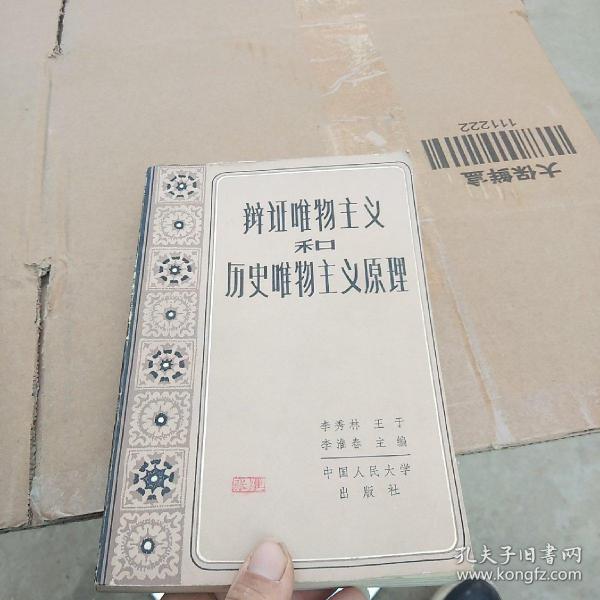 辩证唯物主义
和
历史唯物主义原理
李秀林 王于
李淮春 主编
中国人民大学
出版社
111222
大保鲜盒
孔夫子旧书网
www.kongfz.com